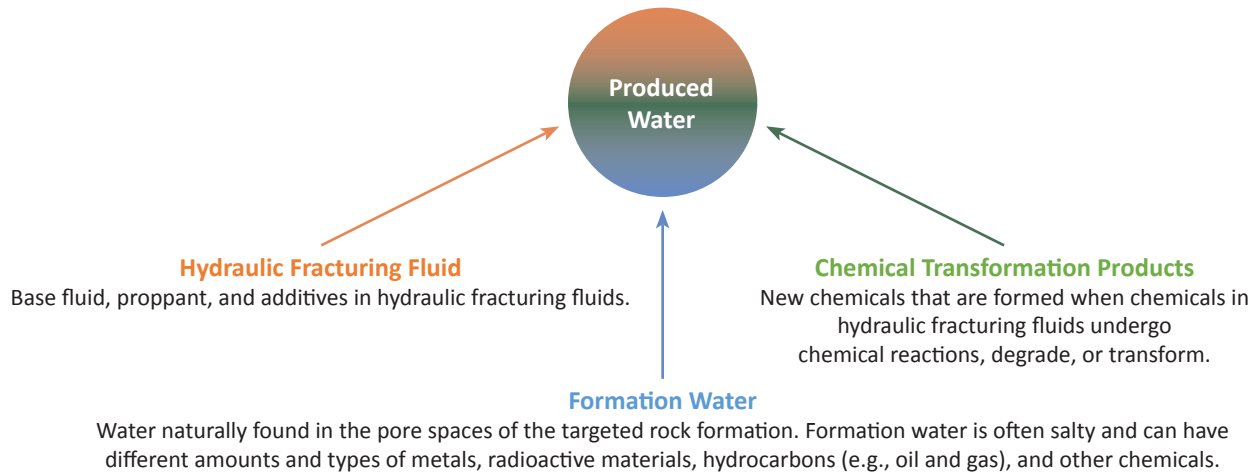 Produced
Water
Hydraulic Fracturing Fluid
Base fluid, proppant, and additives in hydraulic fracturing fluids.
Chemical Transformation Products
New chemicals that are formed when chemicals in
hydraulic fracturing fluids undergo
chemical reactions, degrade, or transform.
Formation Water
Water naturally found in the pore spaces of the targeted rock formation. Formation water is often salty and can have
different amounts and types of metals, radioactive materials, hydrocarbons (e.g., oil and gas), and other chemicals.